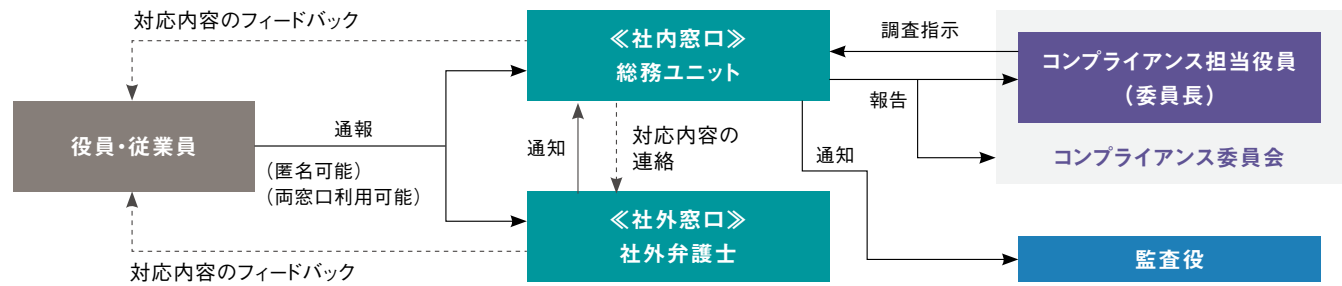 対応内容のフィードバック
役員・従業員
通報
（匿名可能）
（両窓口利用可能）
対応内容のフィードバック
≪社内窓口≫
総務ユニット
通知
対応内容の
連絡
≪社外窓口≫
社外弁護士
調査指示
報告
通知
コンプライアンス担当役員
（委員長）
コンプライアンス委員会
監査役